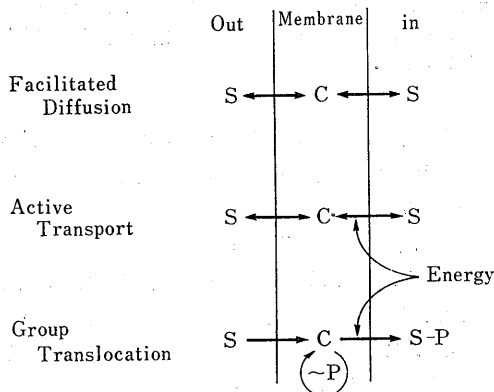 Out Membrane in
Facilitated
Diffusion
S C S
Active
Transport
S C S
Energy
Group
Translocation
S C S-P
~P